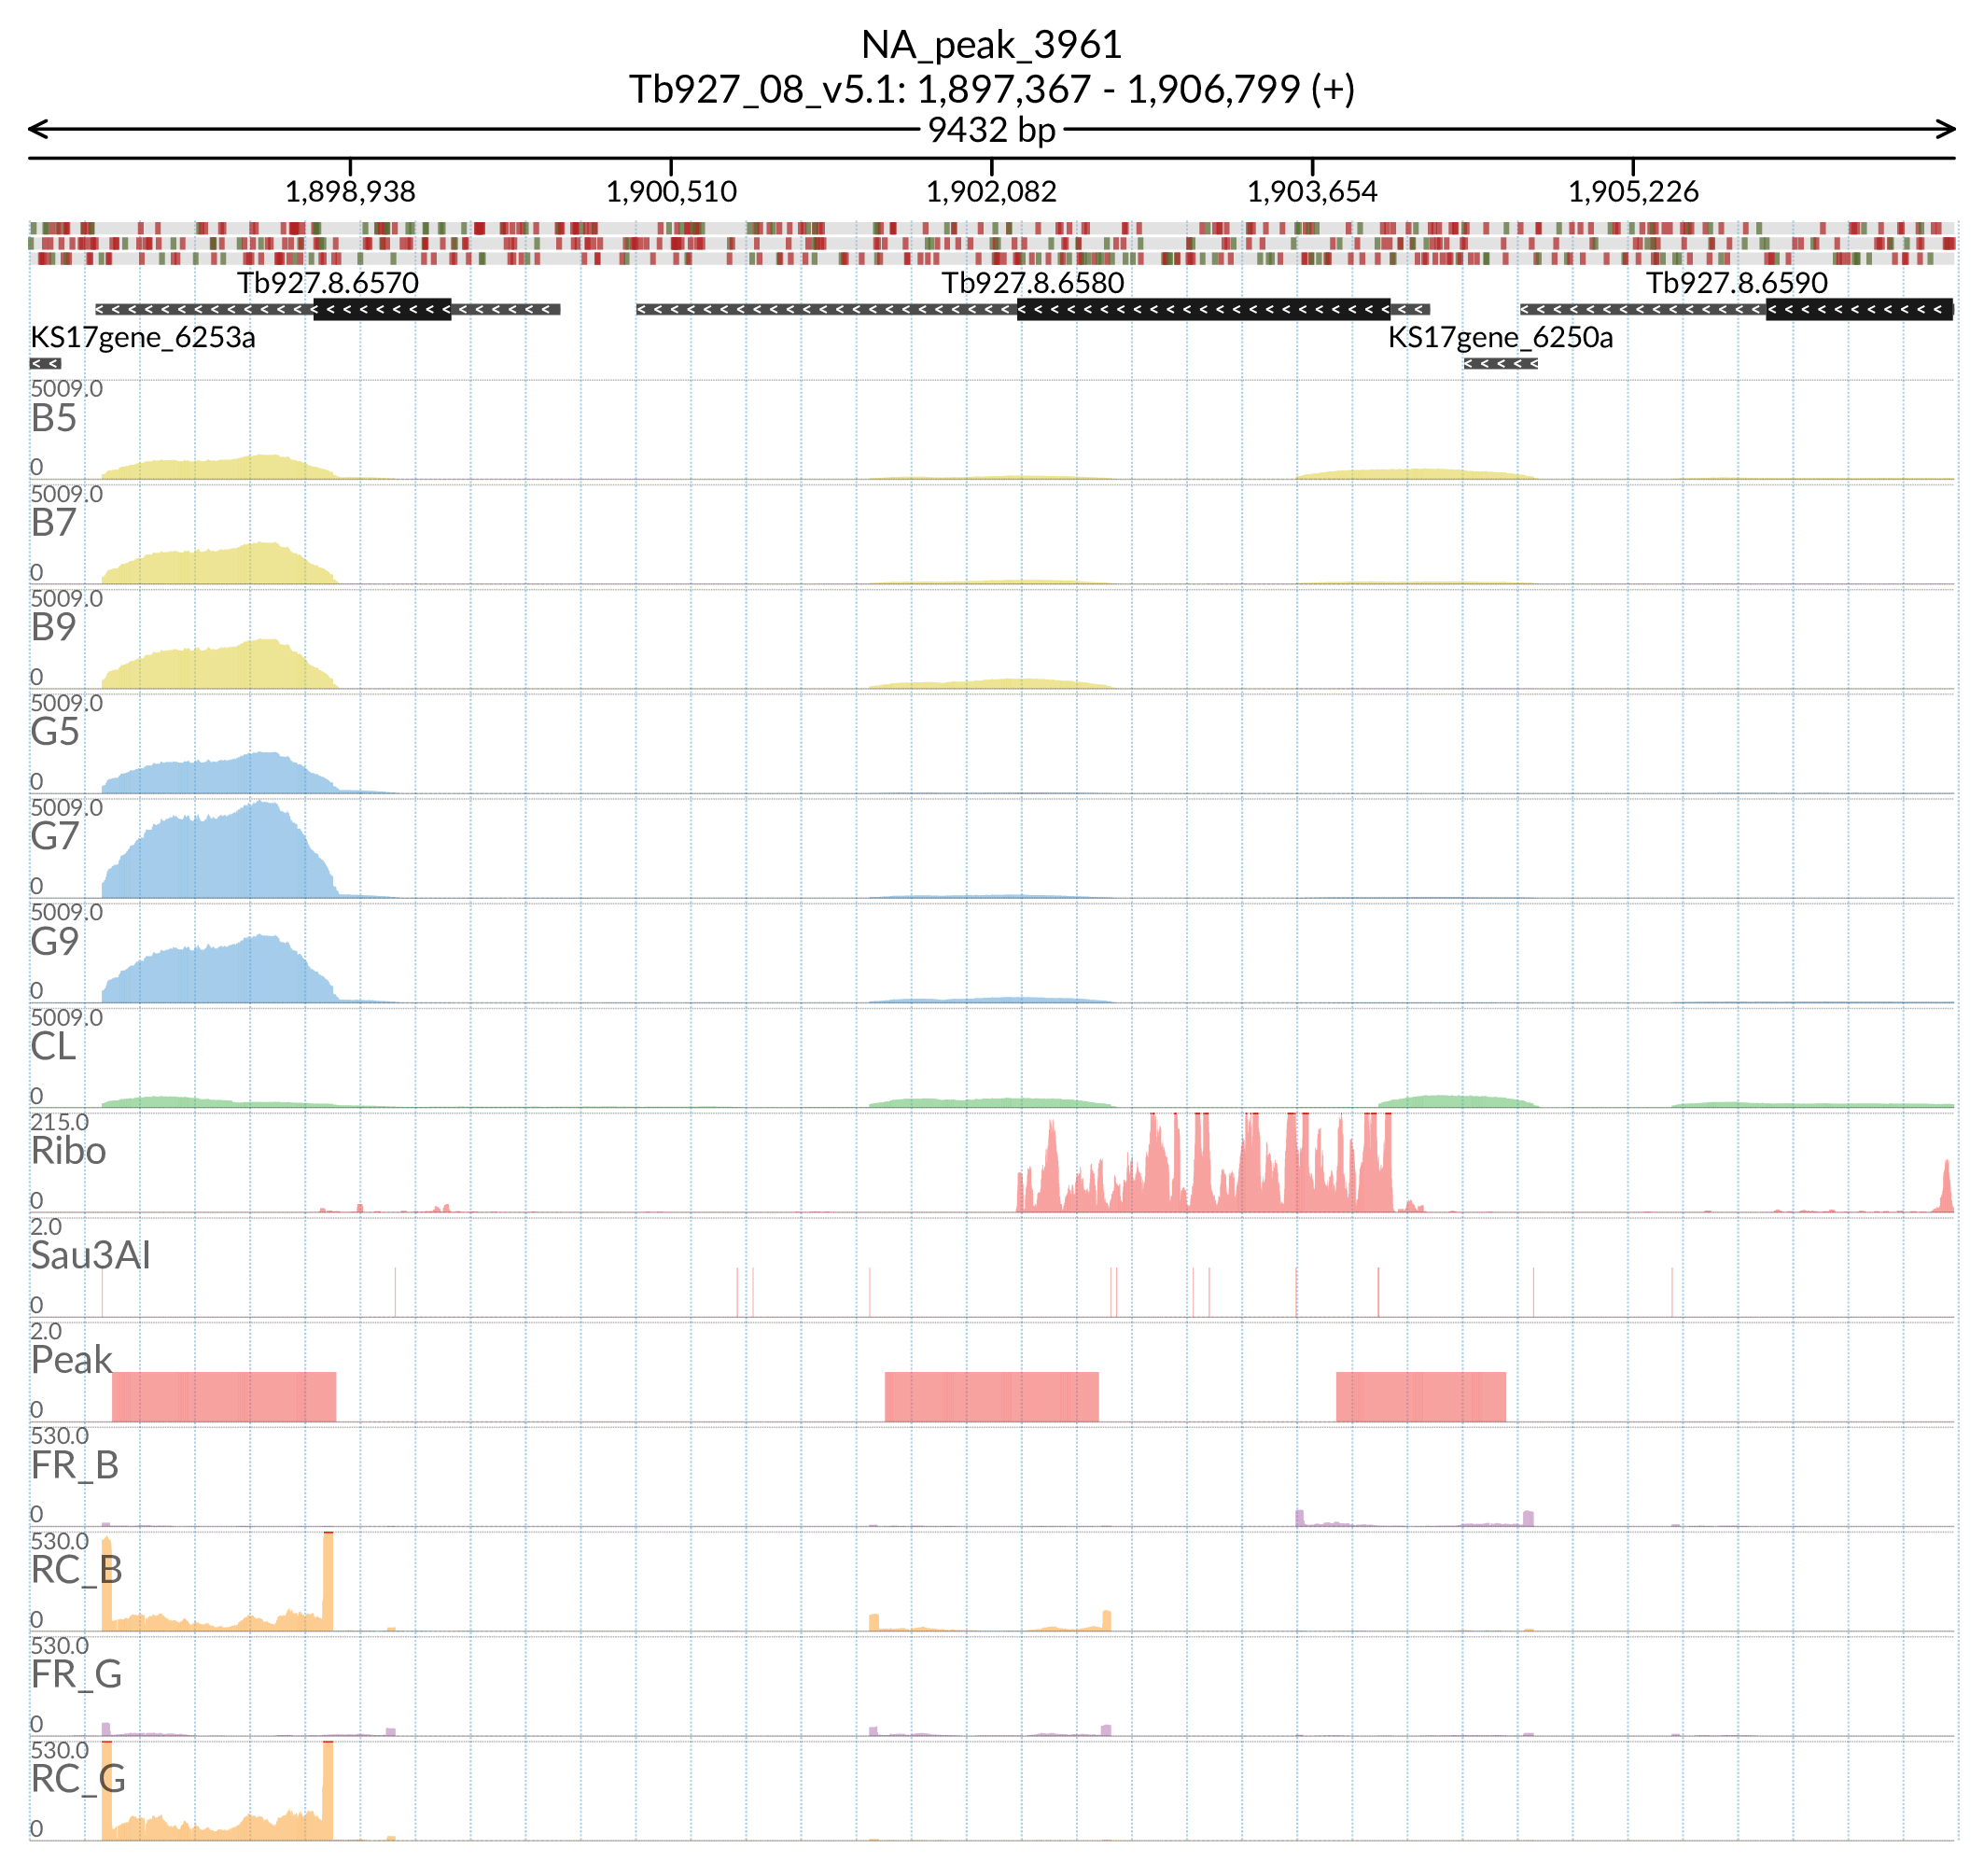 NA_peak_3961
Tb927_08_v5.1: 1,897,367 - 1,906,799 (+)
9432 bp
1,898,938 1,900,510 1,902,082 1,903,654 1,905,226
Tb927.8.6570 Tb927.8.6580 Tb927.8.6590
KS17gene_6253a KS17gene_6250a
5009.0
B5
0
5009.0
B7
0
5009.0
B9
0
5009.0
G5
0
5009.0
G7
0
5009.0
G9
0
5009.0
CL
0
215.0
Ribo
0
2.0
Sau3AI
0
2.0
Peak
0
530.0
FR_B
0
530.0
RC_B
0
530.0
FR_G
0
530.0
RC_G
0